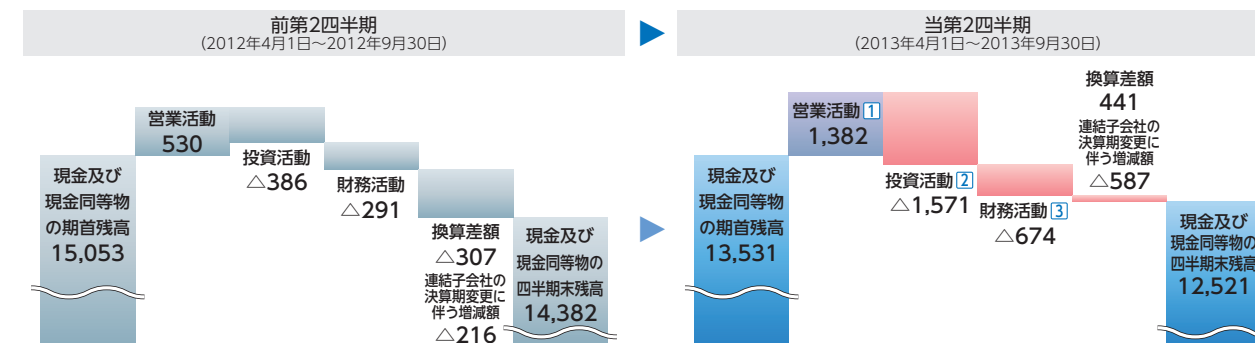 前第2四半期
（2012年4月1日～2012年9月30日）
現金及び
現金同等物
の期首残高
15,053
営業活動
530
投資活動
△386
財務活動
△291
換算差額
△307
連結子会社の
決算期変更に
伴う増減額
△216
現金及び
現金同等物の
四半期末残高
14,382
当第2四半期
（2013年4月1日～2013年9月30日）
現金及び
現金同等物
の期首残高
13,531
営業活動1
1,382
投資活動2
△1,571
財務活動3
△674
換算差額
441
連結子会社の
決算期変更に
伴う増減額
△587
現金及び
現金同等物の
四半期末残高
12,521